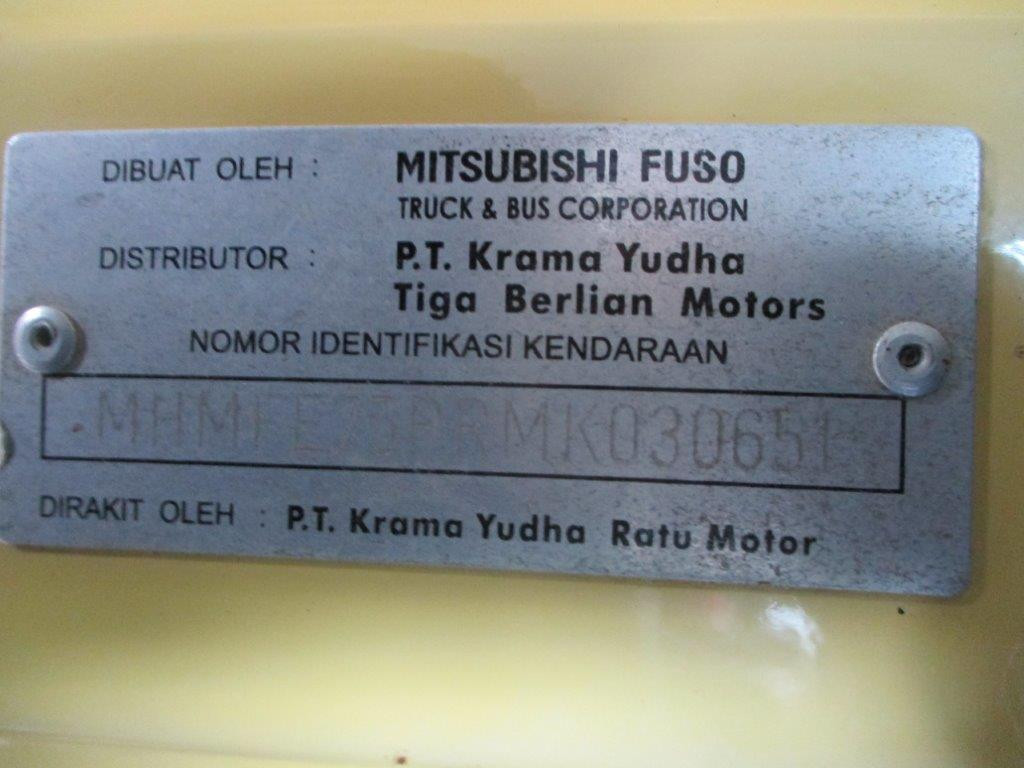 DIBUAT OLEH : MITSUBISHI FUSO
TRUCK & BUS CORPORATION
DISTRIBUTOR : P.T. Krama Yudha
Tiga Berlian Motors
NOMOR IDENTIFIKASI KENDARAAN
MHMFE75PRMK030651
DIRAKIT OLEH : P.T. Krama Yudha Ratu Motor